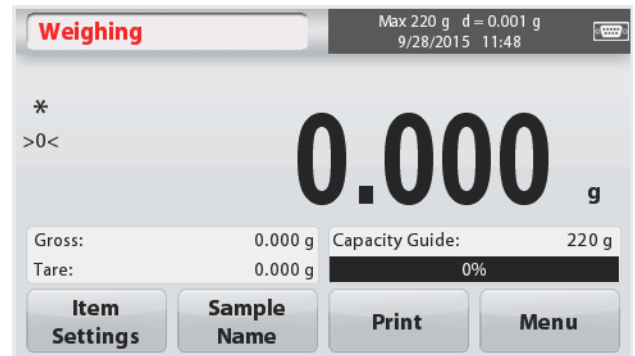 Weighing
Max 220 g d = 0.001 g
9/28/2015 11:48
*
>0<
0.000 g
Gross: 0.000 g
Tare: 0.000 g
Capacity Guide: 220 g
0%
Item
Settings
Sample
Name
Print
Menu